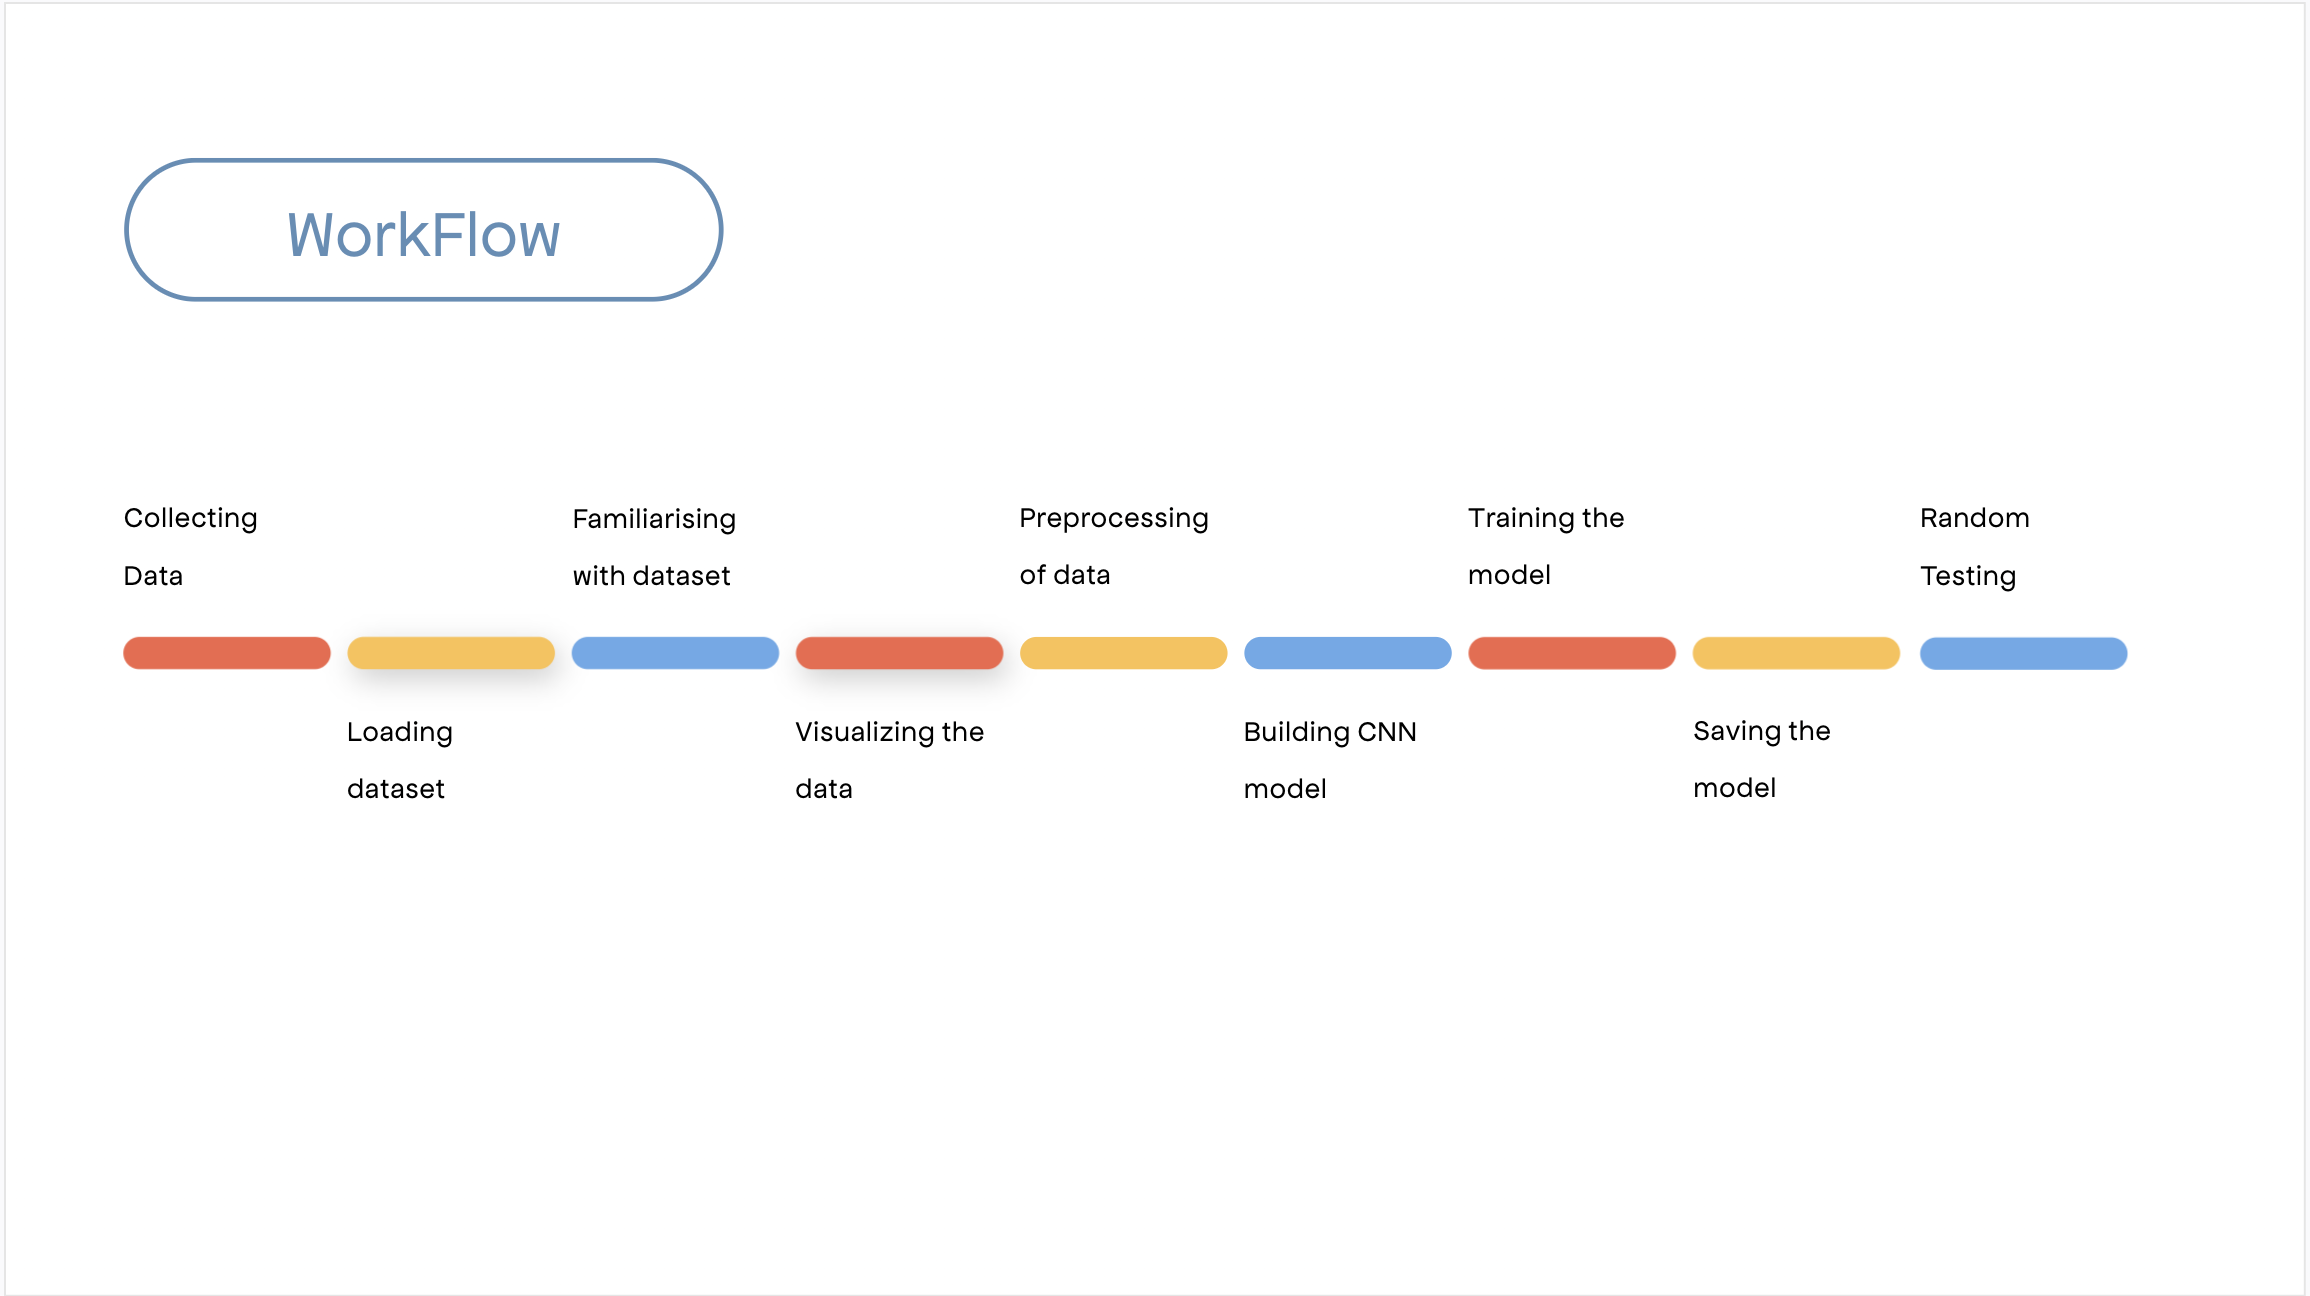 WorkFlow
Collecting
Data
Loading
dataset
Familiarising
with dataset
Visualizing the
data
Preprocessing
of data
Building CNN
model
Training the
model
Saving the
model
Random
Testing